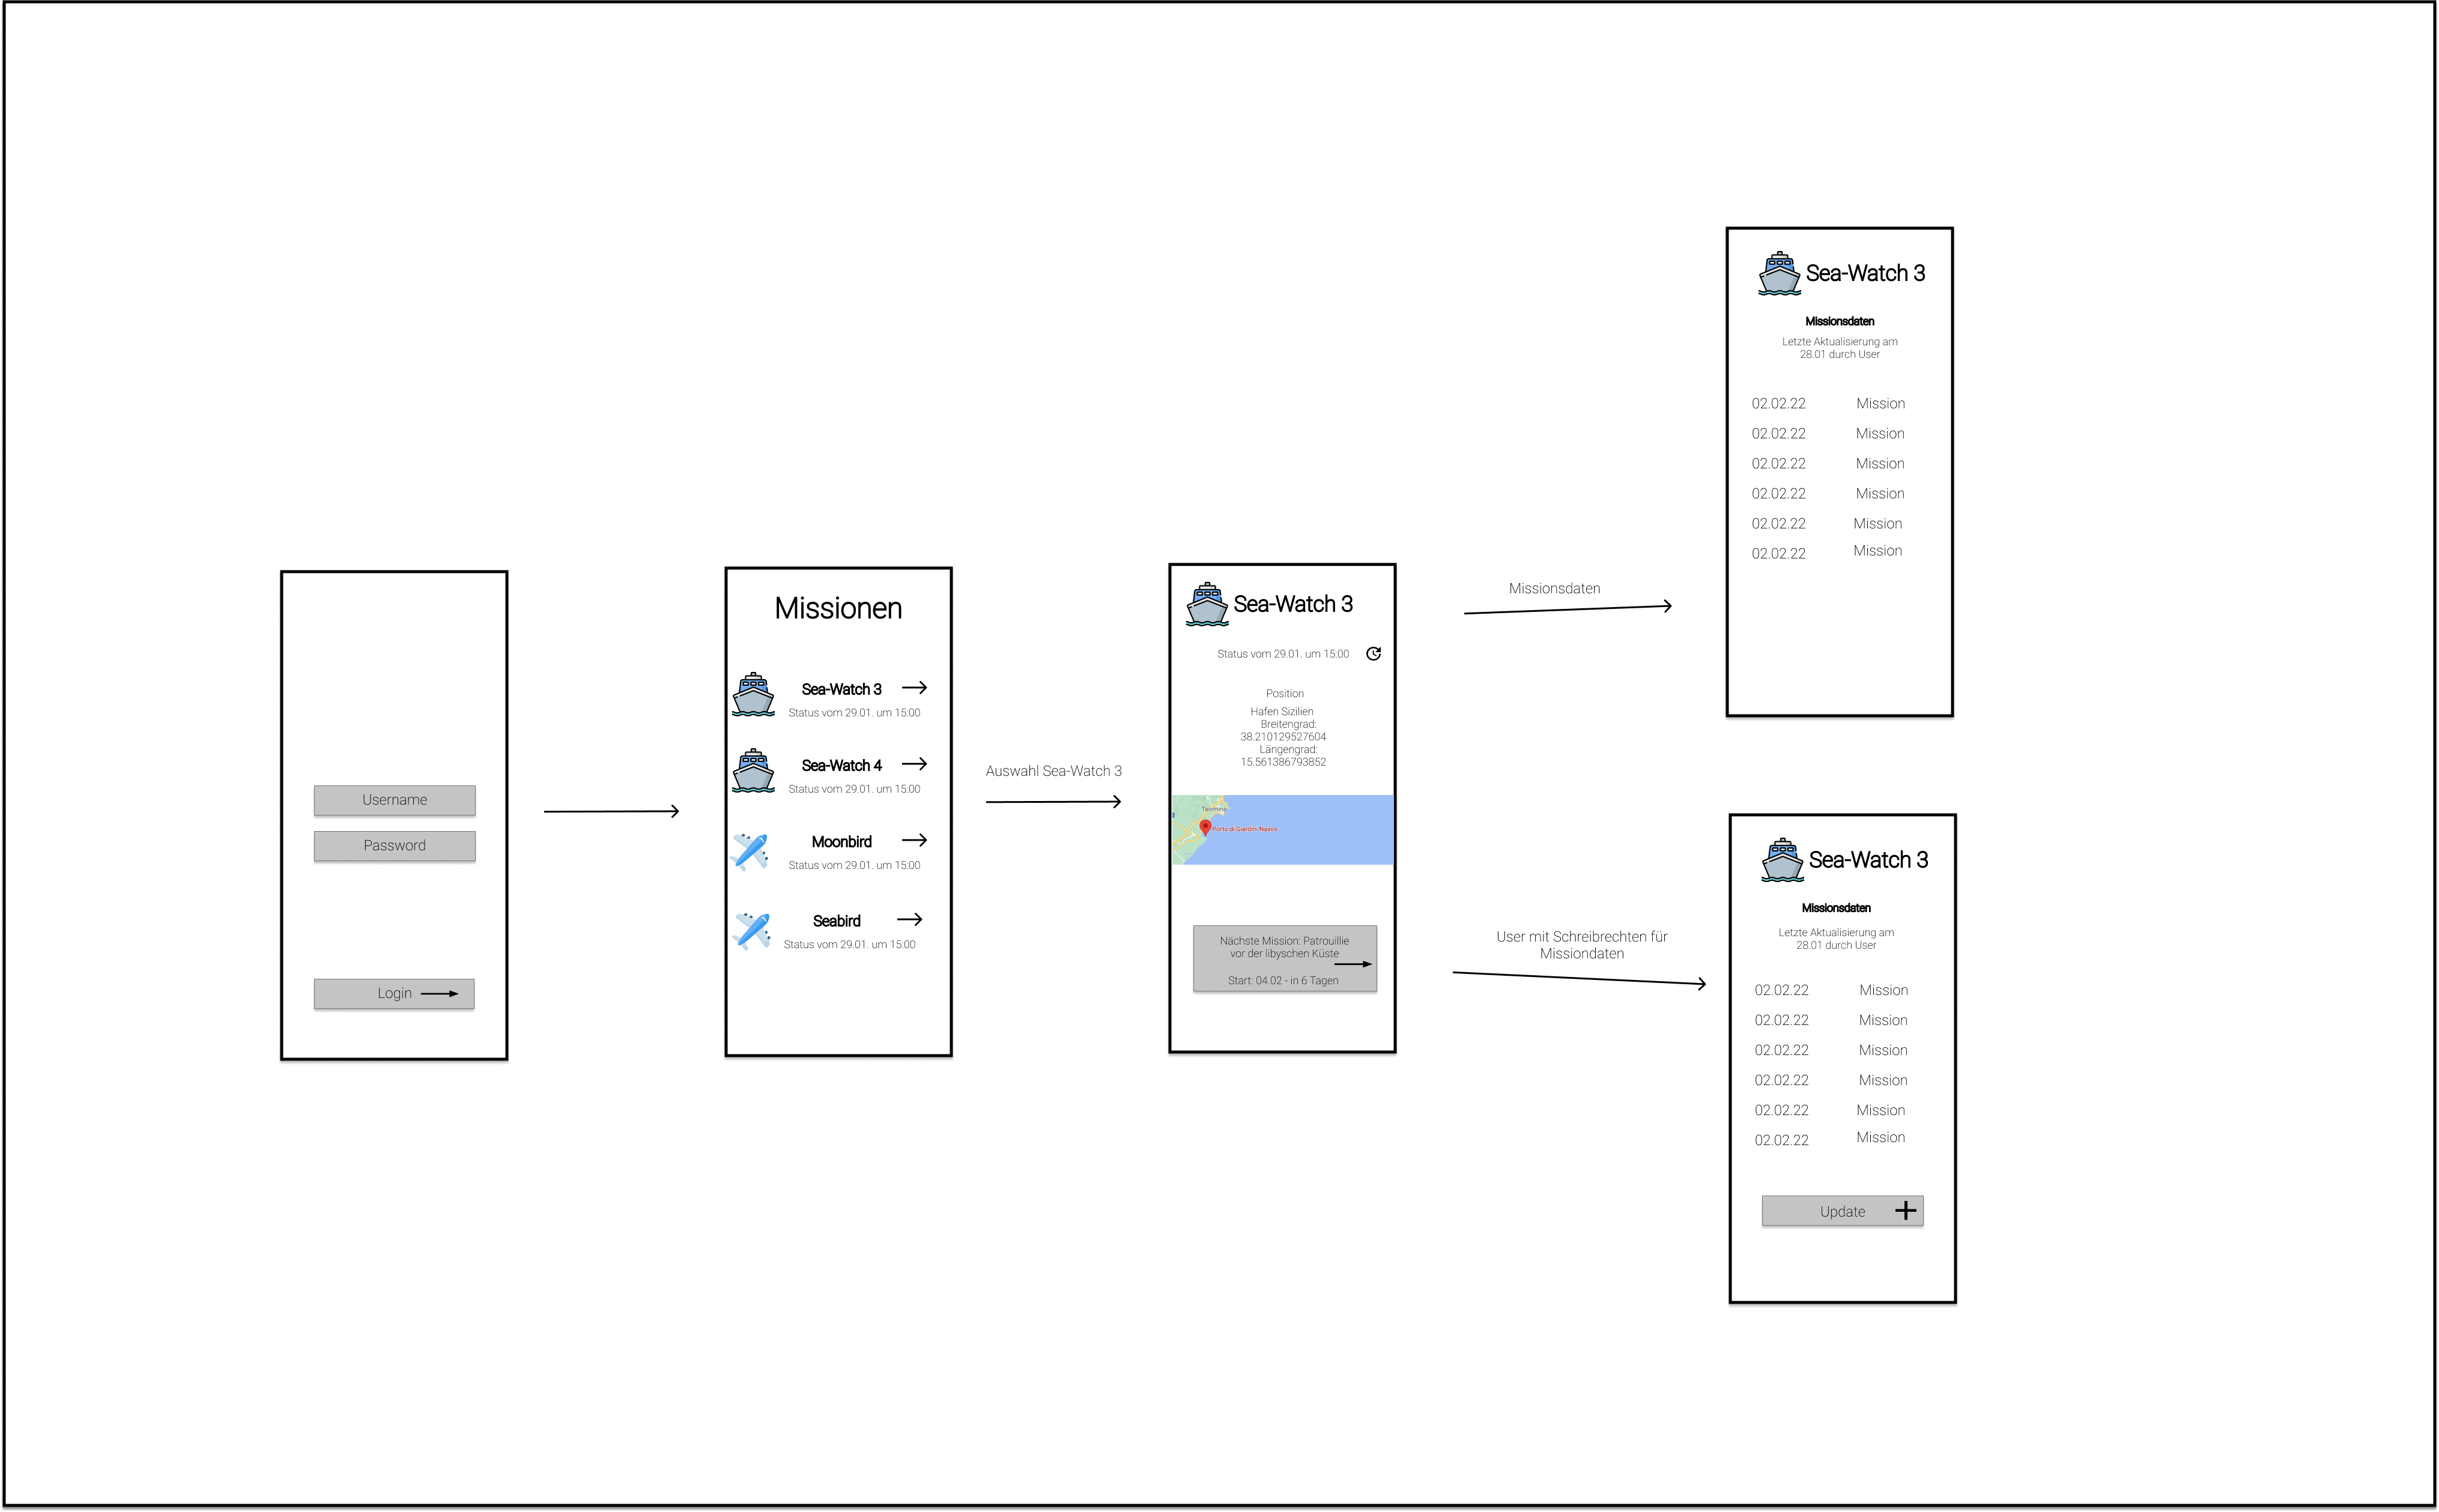 Username
Password
Login
Missionen
Sea-Watch 3
Status vom 29.01. um 15:00
Sea-Watch 4
Status vom 29.01. um 15:00
Moonbird
Status vom 29.01. um 15:00
Seabird
Status vom 29.01. um 15:00
Auswahl Sea-Watch 3
Sea-Watch 3
Status vom 29.01. um 15:00
Position
Hafen Sizilien
Breitengrad:
38.210129527604
Längengrad:
15.561386793852
Taormina
Porto di Giardini Naxos
Nächste Mission: Patrouillie
vor der libyschen Küste
Start: 04.02 - in 6 Tagen
Missionsdaten
Sea-Watch 3
Missionsdaten
Letzte Aktualisierung am
28.01 durch User
02.02.22 Mission
02.02.22 Mission
02.02.22 Mission
02.02.22 Mission
02.02.22 Mission
02.02.22 Mission
User mit Schreibrechten für
Missiondaten
Sea-Watch 3
Missionsdaten
Letzte Aktualisierung am
28.01 durch User
02.02.22 Mission
02.02.22 Mission
02.02.22 Mission
02.02.22 Mission
02.02.22 Mission
02.02.22 Mission
Update